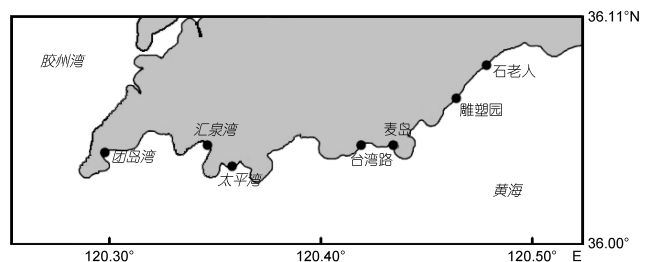 36.11°N
胶州湾
石老人
雕塑园
麦岛
汇泉湾
团岛湾
台湾路
太平湾
黄海
36.00°
120.30°
120.40°
120.50°
E